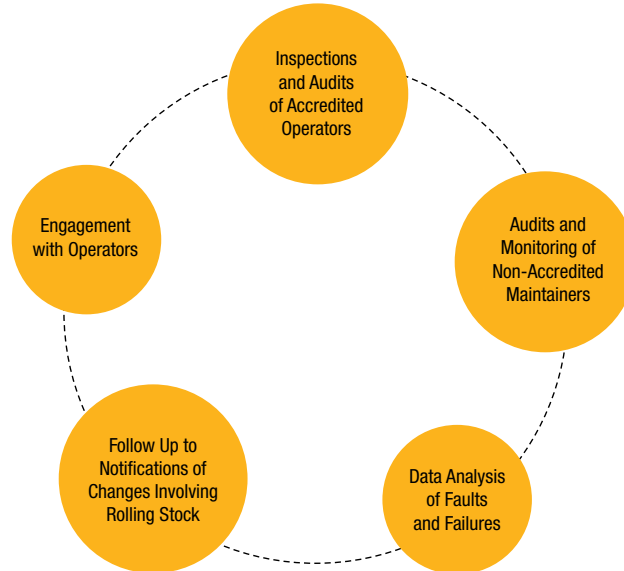 Inspections
and Audits
of Accredited
Operators
Engagement
with Operators
Audits and
Monitoring of
Non-Accredited
Maintainers
Follow Up to
Notifications of
Changes Involving
Rolling Stock
Data Analysis
of Faults
and Failures